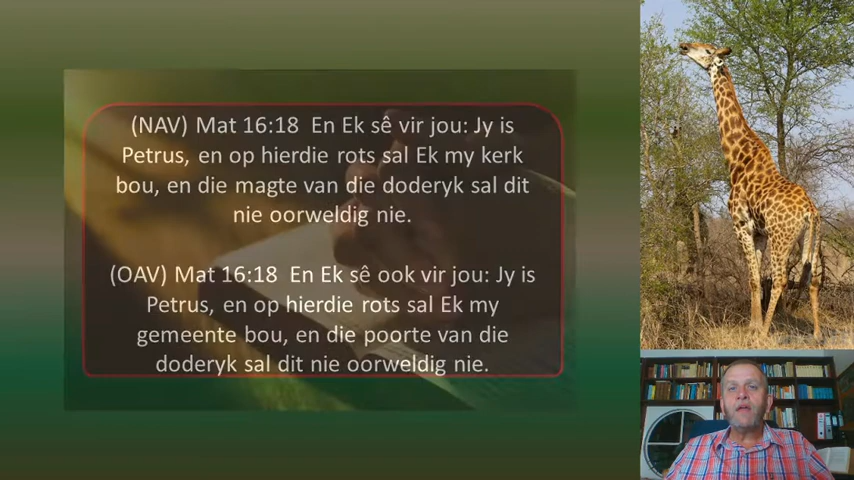 (NAV) Mat 16:18 En Ek sê vir jou: Jy is
Petrus, en op hierdie rots sal Ek my kerk
bou, en die magte van die doderyk sal dit
nie oorweldig nie.
(OAV) Mat 16:18 En Ek sê ook vir jou: Jy is
Petrus, en op hierdie rots sal Ek my
gemeente bou, en die poorte van die
doderyk sal dit nie oorweldig nie.